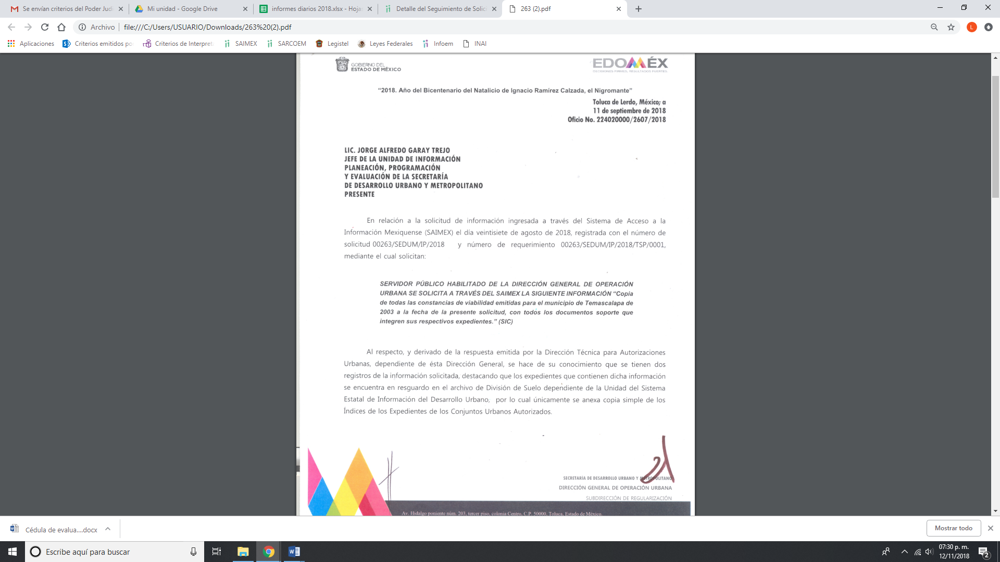 Se envían criterios del Poder Judi
Mi unidad - Google Drive
informes diarios 2018.xlsx - Hoja
Detalle del Seguimiento de Solici
263 (2).pdf
Archivo
file:///C:/Users/USUARIO/Downloads/263%20(2).pdf
L
Aplicaciones
Criterios emitidos po
Criterios de Interpret
SAIMEX
SARCOEM
Legistel
Leyes Federales
Infoem
INAI
GOBIERNO DEL
ESTADO DE MÉXICO
EDOMÉX
DECISIONES FIRMES, RESULTADOS FUERTES.
“2018. Año del Bicentenario del Natalicio de Ignacio Ramírez Calzada, el Nigromante”
Toluca de Lerdo, México; a
11 de septiembre de 2018
Oficio No. 224020000/2607/2018
LIC. JORGE ALFREDO GARAY TREJO
JEFE DE LA UNIDAD DE INFORMACIÓN
PLANEACIÓN, PROGRAMACIÓN
Y EVALUACIÓN DE LA SECRETARÍA
DE DESARROLLO URBANO Y METROPOLITANO
PRESENTE
En relación a la solicitud de información ingresada a través del Sistema de Acceso a la
Información Mexiquense (SAIMEX) el día veintisiete de agosto de 2018, registrada con el número de
solicitud 00263/SEDUM/IP/2018 y número de requerimiento 00263/SEDUM/IP/2018/TSP/0001,
mediante el cual solicitan:
SERVIDOR PÚBLICO HABILITADO DE LA DIRECCIÓN GENERAL DE OPERACIÓN
URBANA SE SOLICITA A TRAVÉS DEL SAIMEX LA SIGUIENTE INFORMACIÓN “Copia
de todas las constancias de viabilidad emitidas para el municipio de Temascalapa de
2003 a la fecha de la presente solicitud, con todos los documentos soporte que
integren sus respectivos expedientes.” (SIC)
Al respecto, y derivado de la respuesta emitida por la Dirección Técnica para Autorizaciones
Urbanas, dependiente de ésta Dirección General, se hace de su conocimiento que se tienen dos
registros de la información solicitada, destacando que los expedientes que contienen dicha información
se encuentra en resguardo en el archivo de División de Suelo dependiente de la Unidad del Sistema
Estatal de Información del Desarrollo Urbano, por lo cual únicamente se anexa copia simple de los
Índices de los Expedientes de los Conjuntos Urbanos Autorizados.
SECRETARÍA DE DESARROLLO URBANO Y METROPOLITANO
DIRECCIÓN GENERAL DE OPERACIÓN URBANA
SUBDIRECCIÓN DE REGULARIZACIÓN
Av. Hidalgo poniente núm. 203, tercer piso, colonia Centro, C.P. 50000, Toluca, Estado de México.
Cédula de evalua....docx
Mostrar todo
Escribe aquí para buscar
07:30 p. m.
12/11/2018
2